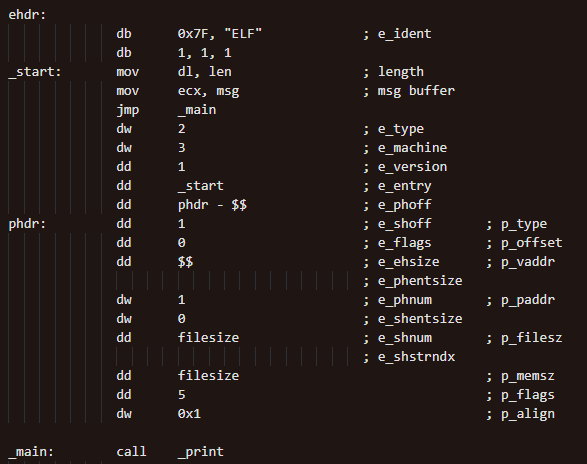 ehdr:
db 0x7F, "ELF" ; e_ident
db 1, 1, 1
_start: mov dl, len ; length
mov ecx, msg ; msg buffer
jmp _main
dw 2 ; e_type
dw 3 ; e_machine
dd 1 ; e_version
dd _start ; e_entry
dd phdr - $$ ; e_phoff
phdr: dd 1 ; e_shoff ; p_type
dd 0 ; e_flags ; p_offset
dd $$ ; e_ehsize ; p_vaddr
; e_phentsize
dw 1 ; e_phnum ; p_paddr
dw 0 ; e_shentsize
dd filesize ; e_shnum ; p_filesz
; e_shstrndx
dd filesize ; p_memsz
dd 5 ; p_flags
dw 0x1 ; p_align
_main: call _print